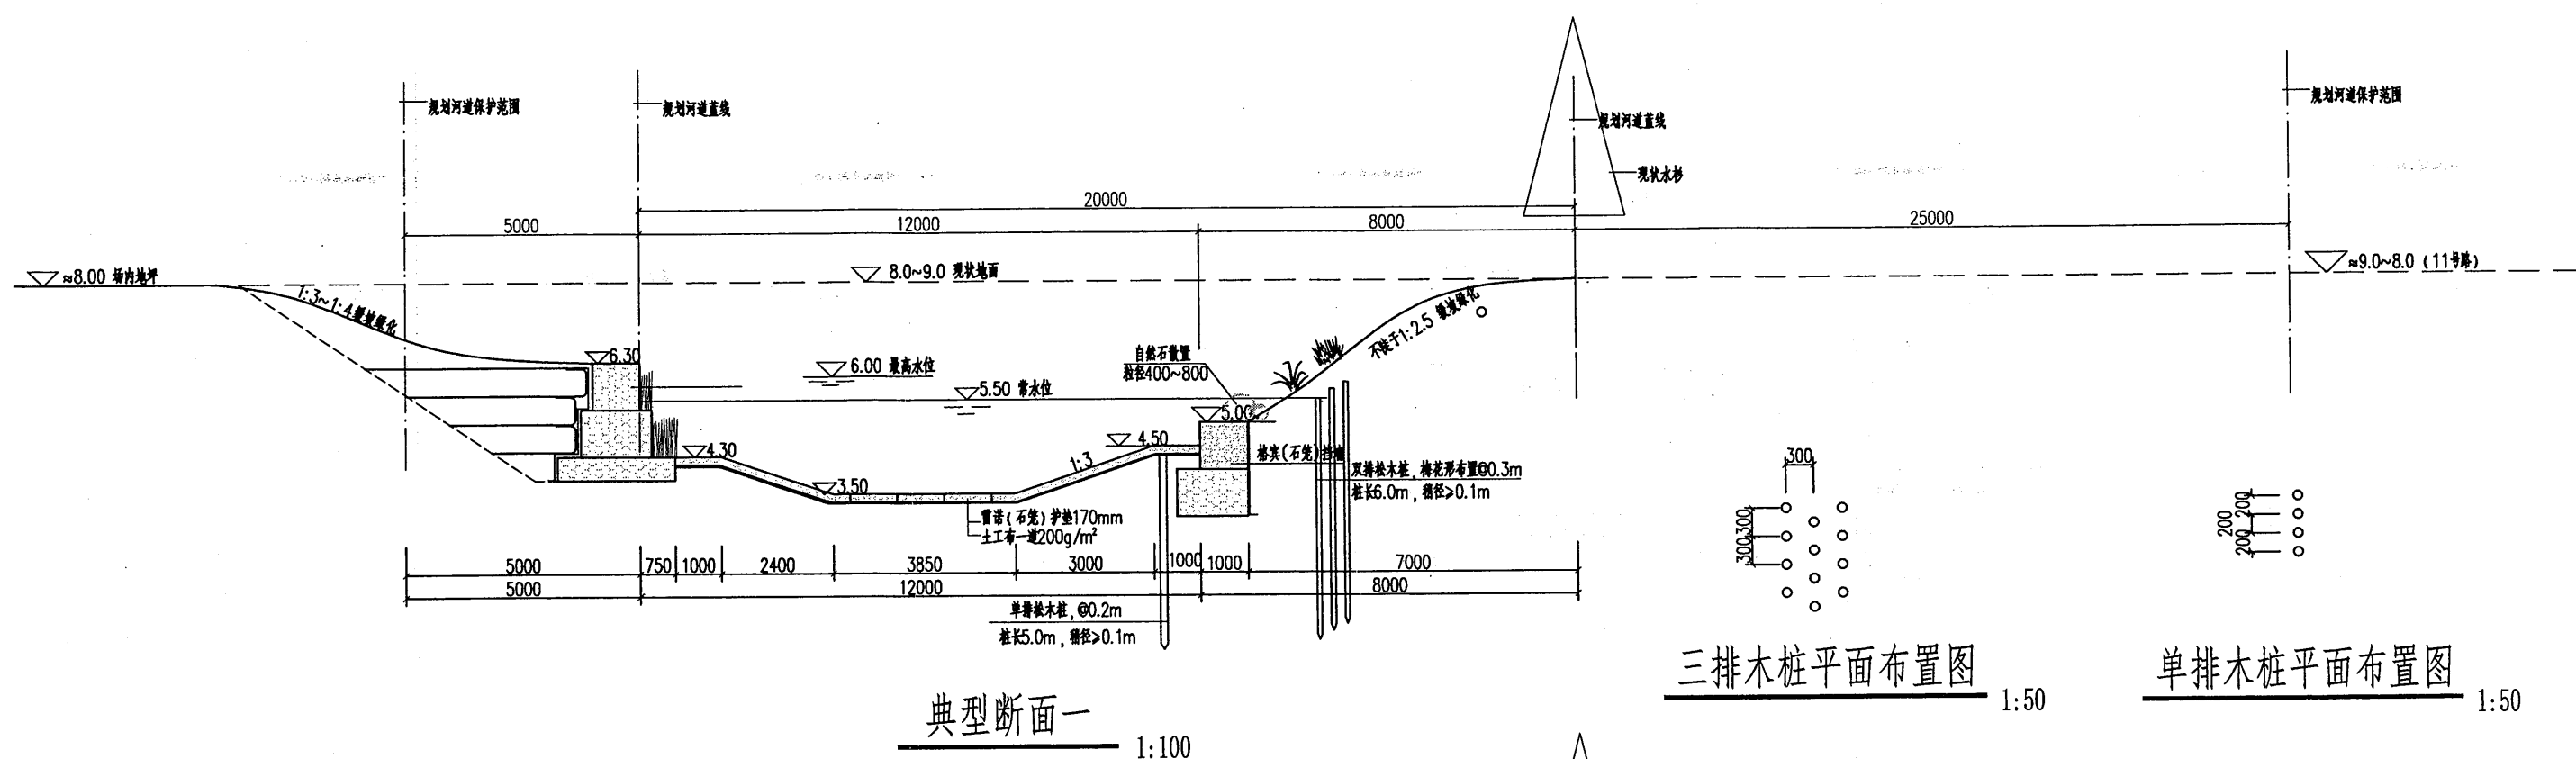 规划河道保护范围
规划河道蓝线
规划河道蓝线
规划河道保护范围
现状水杉
20000
5000
12000
8000
25000
≈8.00 场内地坪
8.0~9.0 现状地面
≈9.0~8.0 (11号路)
1:3~1:4缓坡绿化
不陡于1:2.5 缓坡绿化
6.30
6.00 最高水位
自然石散置
粒径400~800
5.50 常水位
5.00
4.30
4.50
1:3
3.50
格宾(石笼)挡墙
双排松木桩, 梅花形布置@0.3m
桩长6.0m, 稍径≥0.1m
雷诺(石笼)护垫170mm
土工布一道200g/m²
5000
750
1000
2400
3850
3000
1000
1000
7000
5000
12000
8000
单排松木桩, @0.2m
桩长5.0m, 稍径≥0.1m
典型断面一
1:100
300
300
300
三排木桩平面布置图
1:50
200
200
200
单排木桩平面布置图
1:50